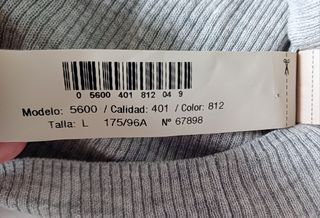 0 5600 401 812 04 9
Modelo: 5600 / Calidad: 401 / Color: 812
Talla: L 175/96A Nº 67898